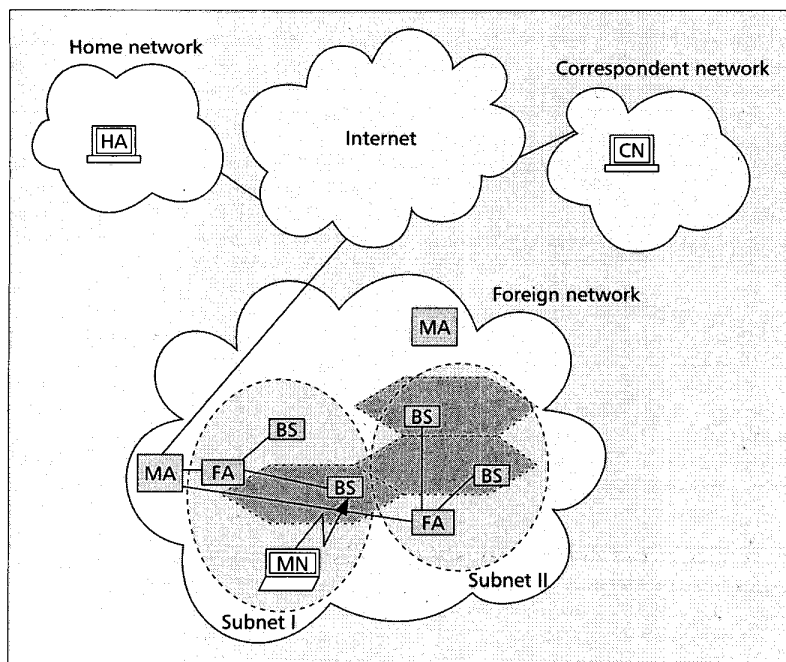 Home network
Correspondent network
Internet
HA
CN
Foreign network
MA
BS
BS
MA
FA
BS
BS
FA
MN
Subnet II
Subnet I